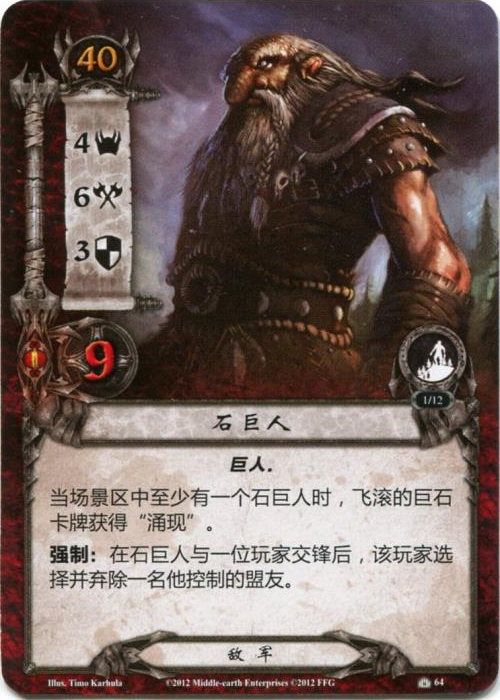 40
4
6
3
9
1/12
石巨人
巨人.
当场景区中至少有一个石巨人时，飞滚的巨石
卡牌获得“涌现”。
强制：在石巨人与一位玩家交锋后，该玩家选
择并弃除一名他控制的盟友。
敌军
Illus. Timo Karhula ©2012 Middle-earth Enterprises ©2012 FFG 64